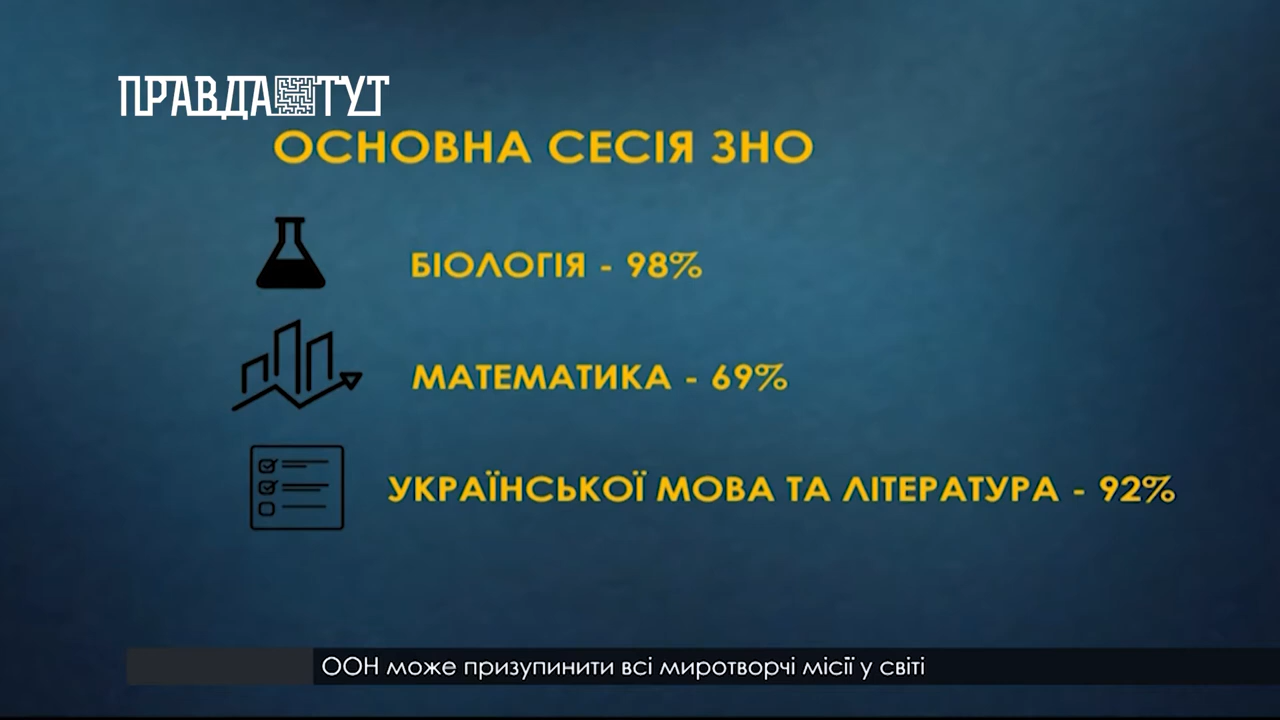 ПРАВДА ТУТ
ОСНОВНА СЕСІЯ ЗНО
БІОЛОГІЯ - 98%
МАТЕМАТИКА - 69%
УКРАЇНСЬКОЇ МОВА ТА ЛІТЕРАТУРА - 92%
ООН може призупинити всі миротворчі місії у світі